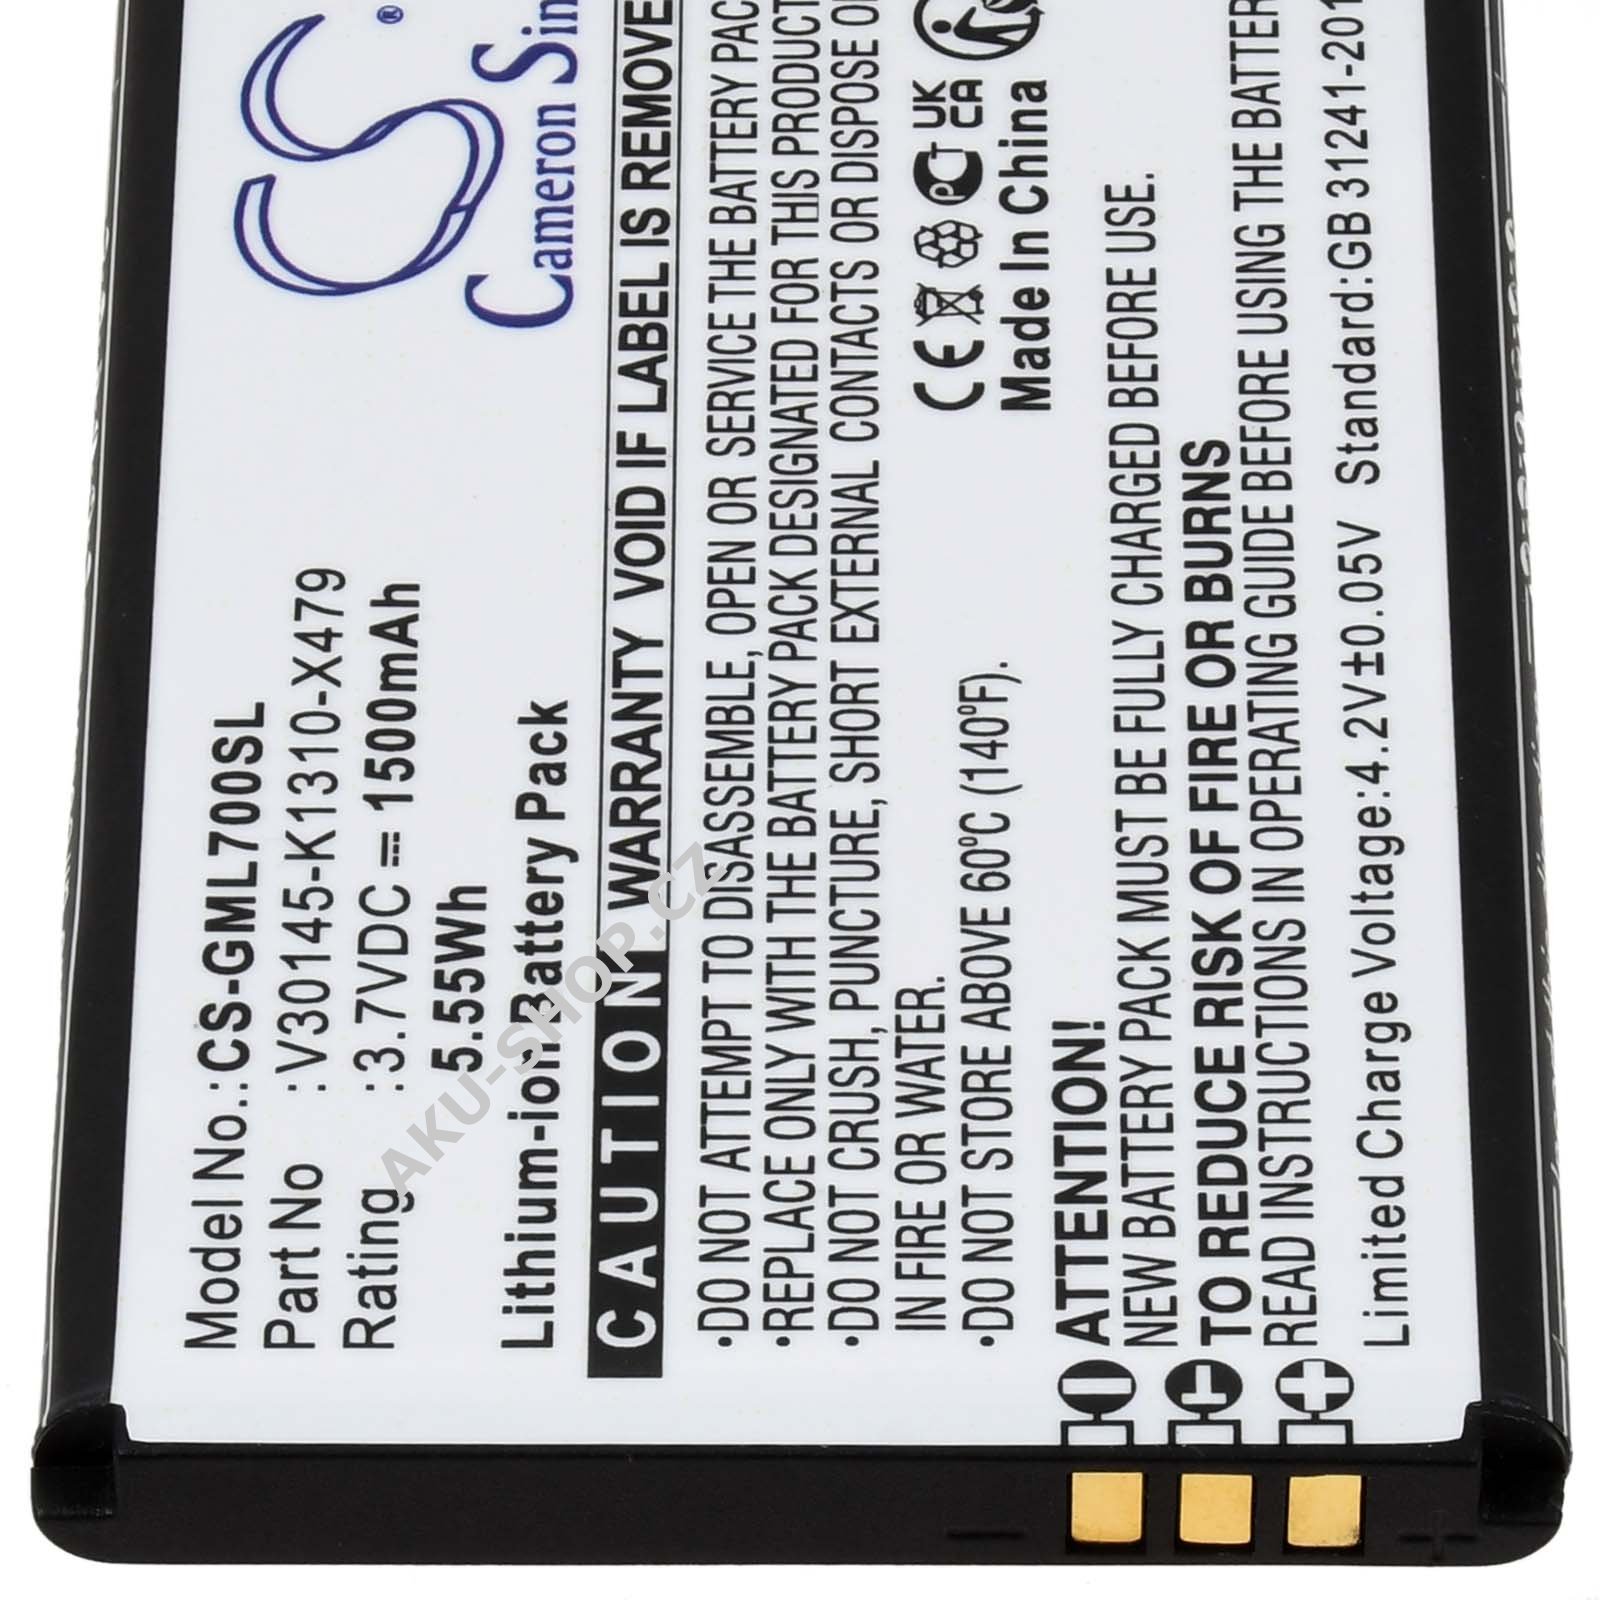 CS®
Cameron Sin
Model No.:CS-GML700SL
Part No :V30145-K1310-X479
Rating :3.7VDC 1500mAh
5.55Wh
Lithium-ion Battery Pack
CAUTION WARRANTY VOID IF LABEL IS REMOVE
•DO NOT ATTEMPT TO DISASSEMBLE, OPEN OR SERVICE THE BATTERY PAC
•REPLACE ONLY WITH THE BATTERY PACK DESIGNATED FOR THIS PRODUCT
•DO NOT CRUSH, PUNCTURE, SHORT EXTERNAL CONTACTS OR DISPOSE O
IN FIRE OR WATER.
•DO NOT STORE ABOVE 60°C (140°F).
CE PCT UK CA
Made In China
ATTENTION!
NEW BATTERY PACK MUST BE FULLY CHARGED BEFORE USE.
TO REDUCE RISK OF FIRE OR BURNS
READ INSTRUCTIONS IN OPERATING GUIDE BEFORE USING THE BATTER
Limited Charge Voltage:4.2V±0.05V Standard:GB 31241-201
AKU-SHOP.CZ
- +